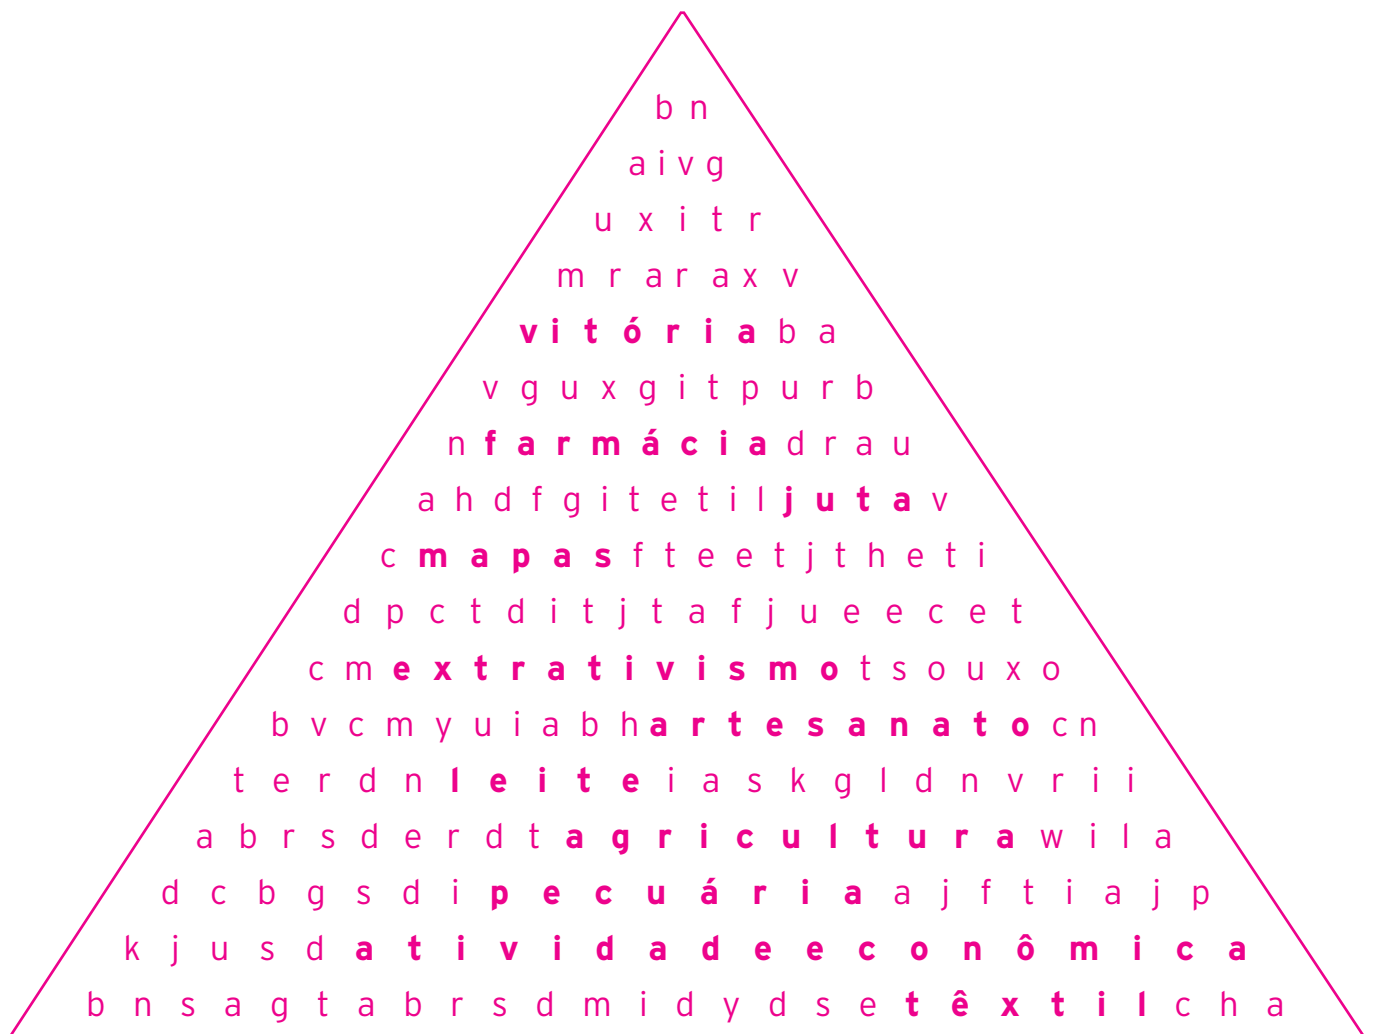 b n
a i v g
u x i t r
m r a r a x v
v i t ó r i a b a
v g u x g i t p u r b
n f a r m á c i a d r a u
a h d f g i t e t i l j u t a v
c m a p a s f t e e t j t h e t i
d p c t d i t j t a f j u e e c e t
c m e x t r a t i v i s m o t s o u x o
b v c m y u i a b h a r t e s a n a t o c n
t e r d n l e i t e i a s k g l d n v r i i
a b r s d e r d t a g r i c u l t u r a w i l a
d c b g s d i p e c u á r i a a j f t i a j p
k j u s d a t i v i d a d e e c o n ô m i c a
b n s a g t a b r s d m i d y d s e t ê x t i l c h a